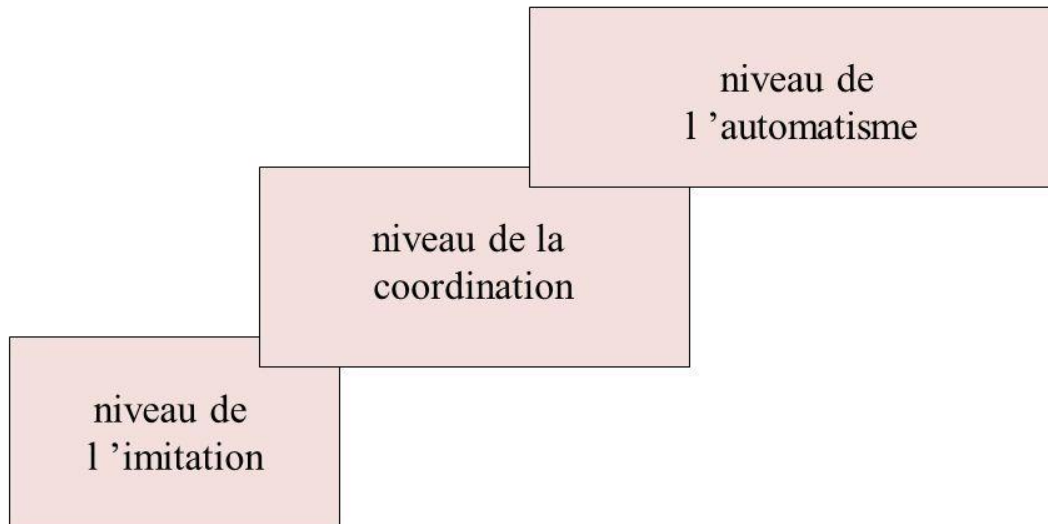 niveau de
l ’automatisme
niveau de la
coordination
niveau de
l ’imitation